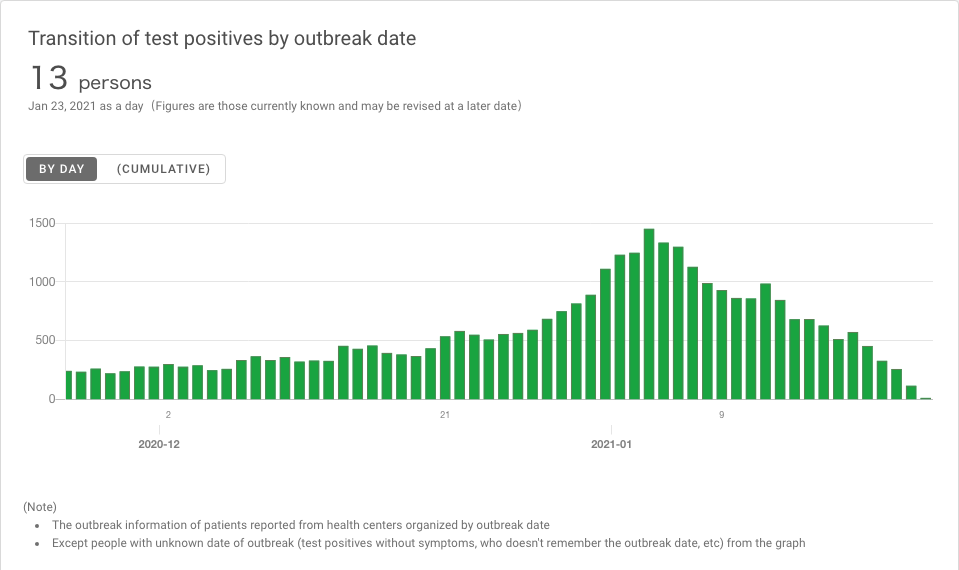 Transition of test positives by outbreak date
13 persons
Jan 23, 2021 as a day（Figures are those currently known and may be revised at a later date）
BY DAY (CUMULATIVE)
1500
1000
500
0
2 21 9
2020-12 2021-01
(Note)
• The outbreak information of patients reported from health centers organized by outbreak date
• Except people with unknown date of outbreak (test positives without symptoms, who doesn't remember the outbreak date, etc) from the graph